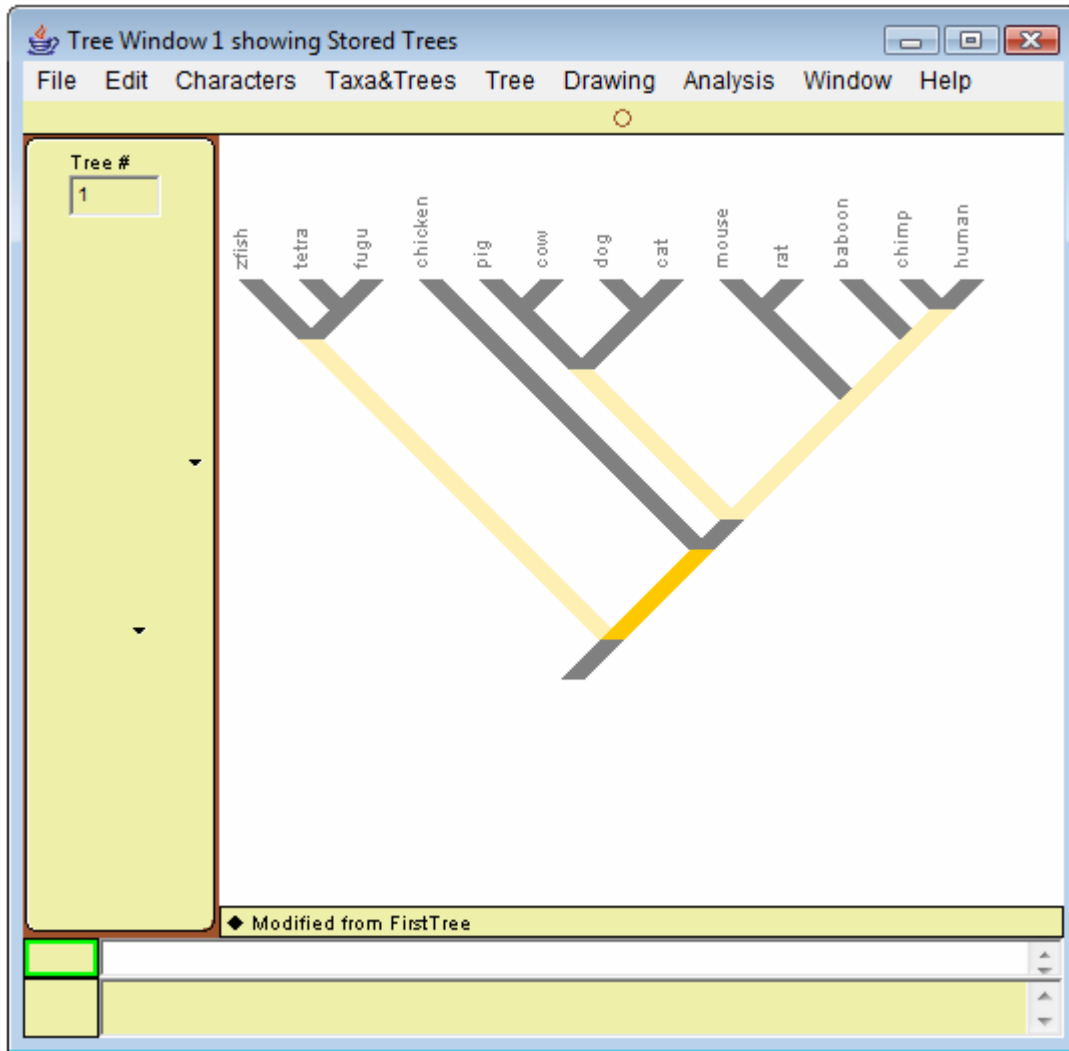 Tree Window 1 showing Stored Trees
File Edit Characters Taxa&Trees Tree Drawing Analysis Window Help
Tree #
1
zfish tetra fugu chicken pig cow dog cat mouse rat baboon chimp human
Modified from FirstTree